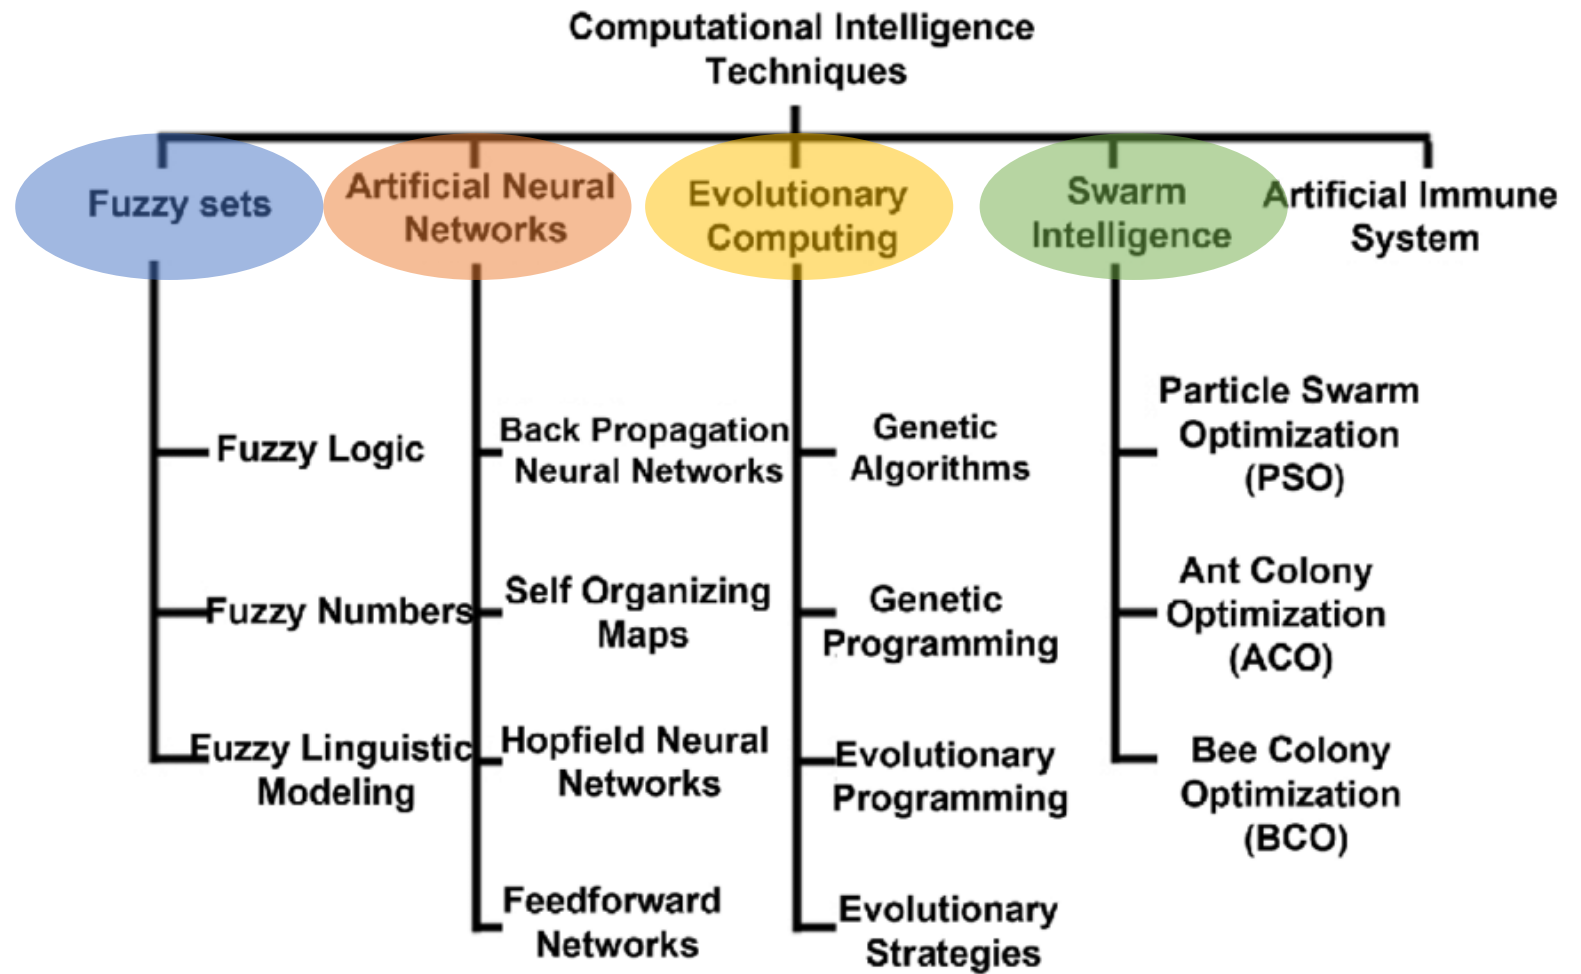 Computational Intelligence
Techniques
Fuzzy sets
Artificial Neural
Networks
Evolutionary
Computing
Swarm
Intelligence
Artificial Immune
System
Fuzzy Logic
Fuzzy Numbers
Euzzy Linguistic
Modeling
Back Propagation
Neural Networks
Self Organizing
Maps
Hopfield Neural
Networks
Feedforward
Networks
Genetic
Algorithms
Genetic
Programming
Evolutionary
Programming
Evolutionary
Strategies
Particle Swarm
Optimization
(PSO)
Ant Colony
Optimization
(ACO)
Bee Colony
Optimization
(BCO)